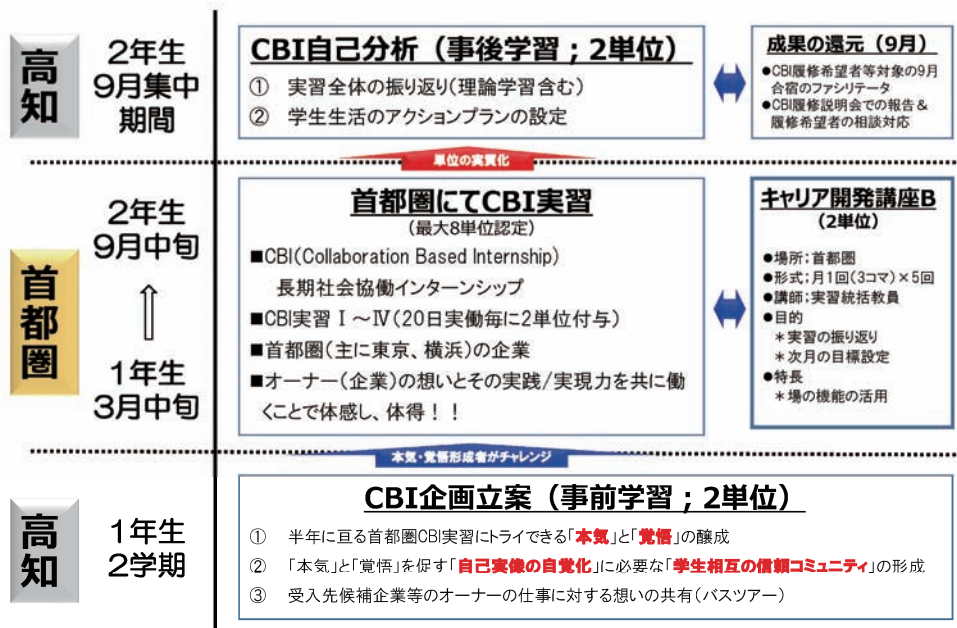 高知
2年生
9月集中
期間
CBI自己分析（事後学習；2単位）
① 実習全体の振り返り（理論学習含む）
② 学生生活のアクションプランの設定
成果の還元（9月）
●CBI履修希望者等対象の9月
合宿のファシリテータ
●CBI履修説明会での報告＆
履修希望者の相談対応
単位の実質化
首都圏
2年生
9月中旬
1年生
3月中旬
首都圏にてCBI実習
（最大8単位認定）
■CBI（Collaboration Based Internship）
長期社会協働インターンシップ
■CBI実習 Ⅰ～Ⅳ（20日実働毎に2単位付与）
■首都圏（主に東京、横浜）の企業
■オーナー（企業）の想いとその実践/実現力を共に働
くことで体感し、体得！！
キャリア開発講座B
（2単位）
●場所；首都圏
●形式；月1回（3コマ）×5回
●講師；実習統括教員
●目的
＊実習の振り返り
＊次月の目標設定
●特長
＊場の機能の活用
本気・覚悟形成者がチャレンジ
高知
1年生
2学期
CBI企画立案（事前学習；2単位）
① 半年に亘る首都圏CBI実習にトライできる「本気」と「覚悟」の醸成
② 「本気」と「覚悟」を促す「自己実像の自覚化」に必要な「学生相互の信頼コミュニティ」の形成
③ 受入先候補企業等のオーナーの仕事に対する想いの共有（バスツアー）